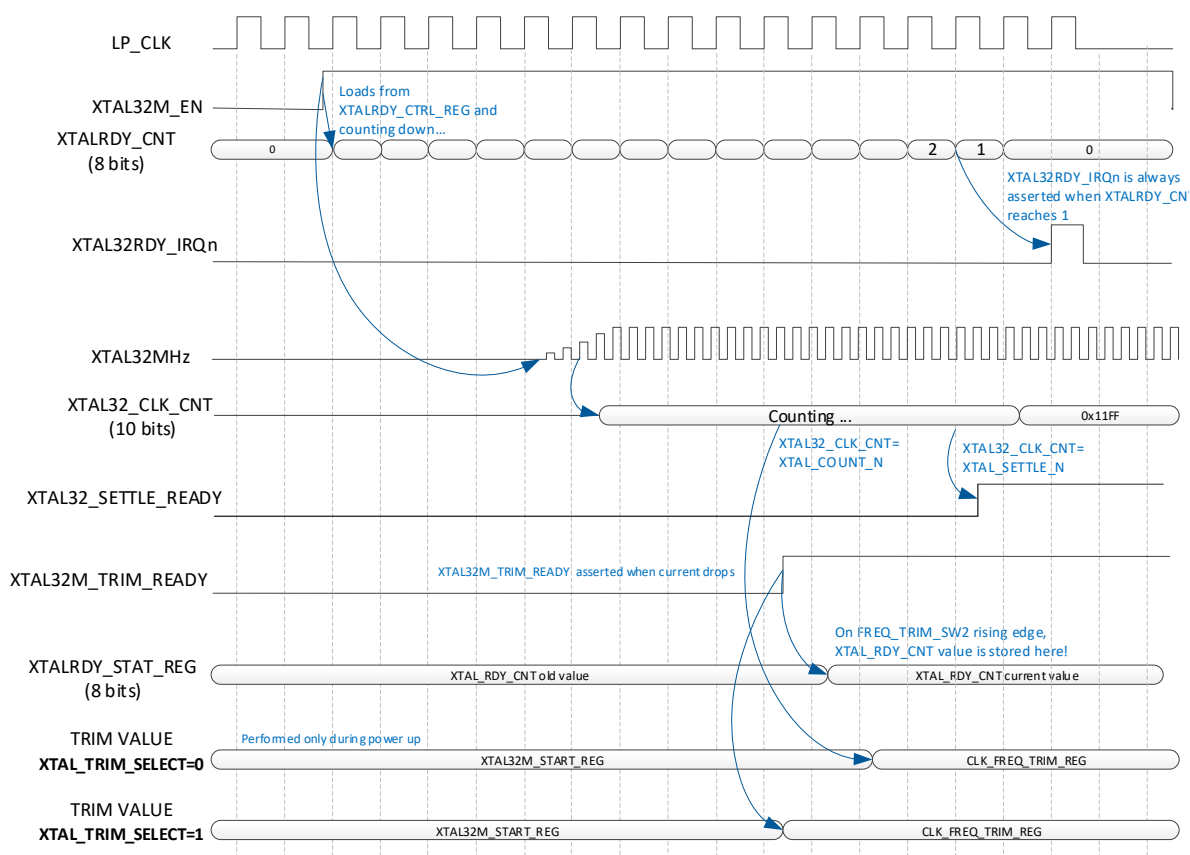 LP_CLK
XTAL32M_EN
Loads from
XTALRDY_CTRL_REG and
counting down...
XTALRDY_CNT
(8 bits)
0
2
1
0
XTAL32RDY_IRQn is always
asserted when XTALRDY_CNT
reaches 1
XTAL32RDY_IRQn
XTAL32MHz
XTAL32_CLK_CNT
(10 bits)
Counting ...
0x11FF
XTAL32_CLK_CNT=
XTAL_COUNT_N
XTAL32_CLK_CNT=
XTAL_SETTLE_N
XTAL32_SETTLE_READY
XTAL32M_TRIM_READY
XTAL32M_TRIM_READY asserted when current drops
On FREQ_TRIM_SW2 rising edge,
XTAL_RDY_CNT value is stored here!
XTALRDY_STAT_REG
(8 bits)
XTAL_RDY_CNT old value
XTAL_RDY_CNT current value
TRIM VALUE
XTAL_TRIM_SELECT=0
Performed only during power up
XTAL32M_START_REG
CLK_FREQ_TRIM_REG
TRIM VALUE
XTAL_TRIM_SELECT=1
XTAL32M_START_REG
CLK_FREQ_TRIM_REG